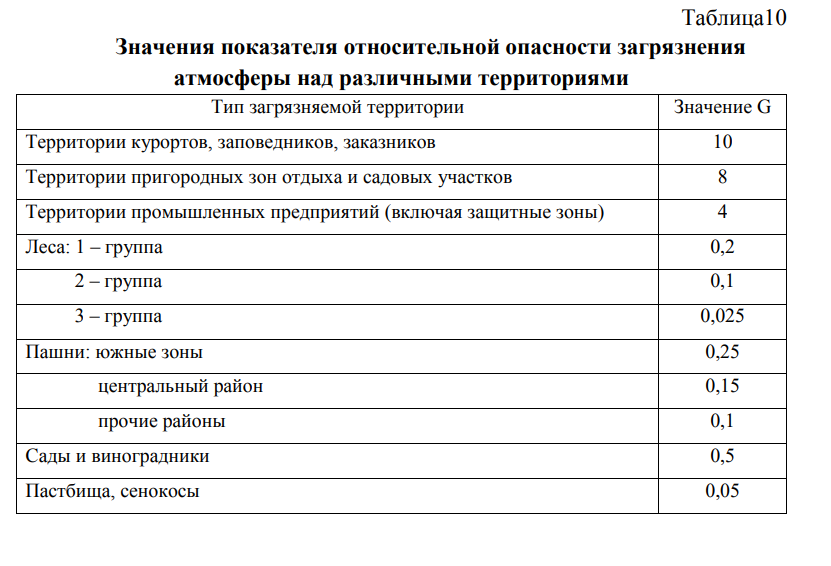 Таблица10
Значения показателя относительной опасности загрязнения
атмосферы над различными территориями
Тип загрязняемой территории Значение G
Территории курортов, заповедников, заказников 10
Территории пригородных зон отдыха и садовых участков 8
Территории промышленных предприятий (включая защитные зоны) 4
Леса: 1 – группа 0,2
2 – группа 0,1
3 – группа 0,025
Пашни: южные зоны 0,25
центральный район 0,15
прочие районы 0,1
Сады и виноградники 0,5
Пастбища, сенокосы 0,05